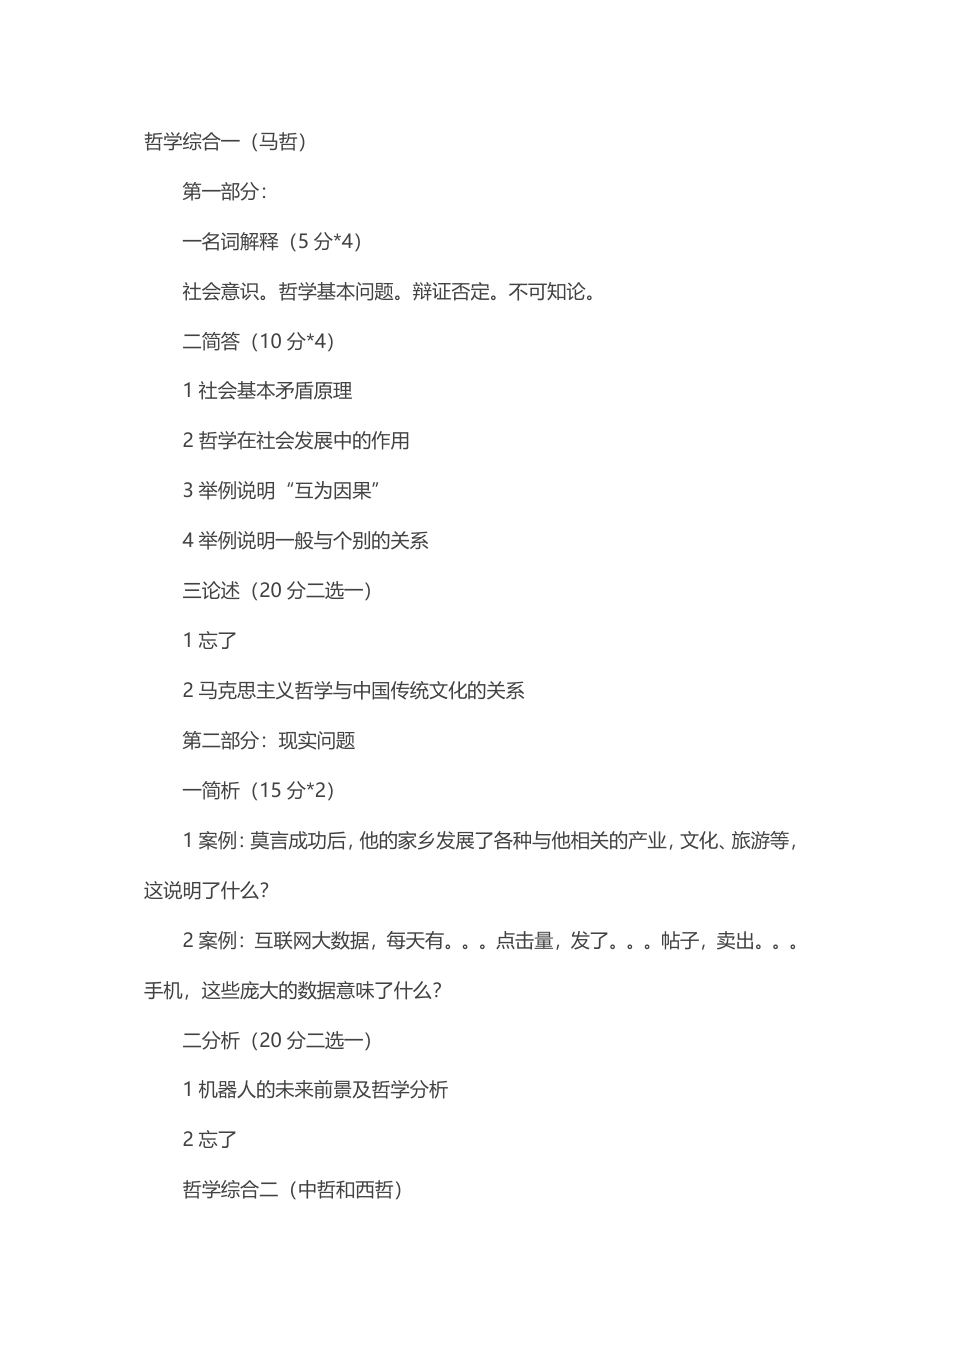 哲学综合一（马哲）
第一部分：
一名词解释（5 分*4）
社会意识。哲学基本问题。辩证否定。不可知论。
二简答（10 分*4）
1 社会基本矛盾原理
2 哲学在社会发展中的作用
3 举例说明“互为因果”
4 举例说明一般与个别的关系
三论述（20 分二选一）
1 忘了
2 马克思主义哲学与中国传统文化的关系
第二部分：现实问题
一简析（15 分*2）
1 案例：莫言成功后，他的家乡发展了各种与他相关的产业，文化、旅游等，
这说明了什么？
2 案例：互联网大数据，每天有。。。点击量，发了。。。帖子，卖出。。。
手机，这些庞大的数据意味了什么？
二分析（20 分二选一）
1 机器人的未来前景及哲学分析
2 忘了
哲学综合二（中哲和西哲）